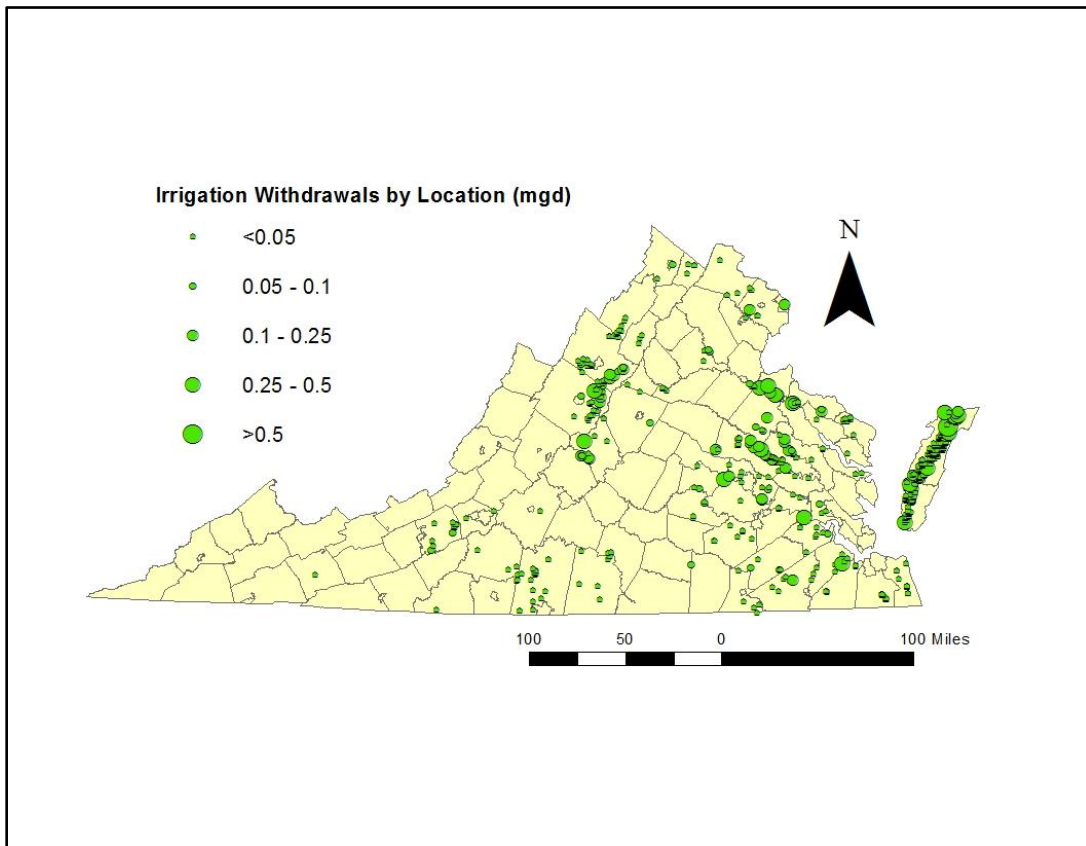 Irrigation Withdrawals by Location (mgd)
<0.05
0.05 - 0.1
0.1 - 0.25
0.25 - 0.5
>0.5
N
100 50 0 100 Miles